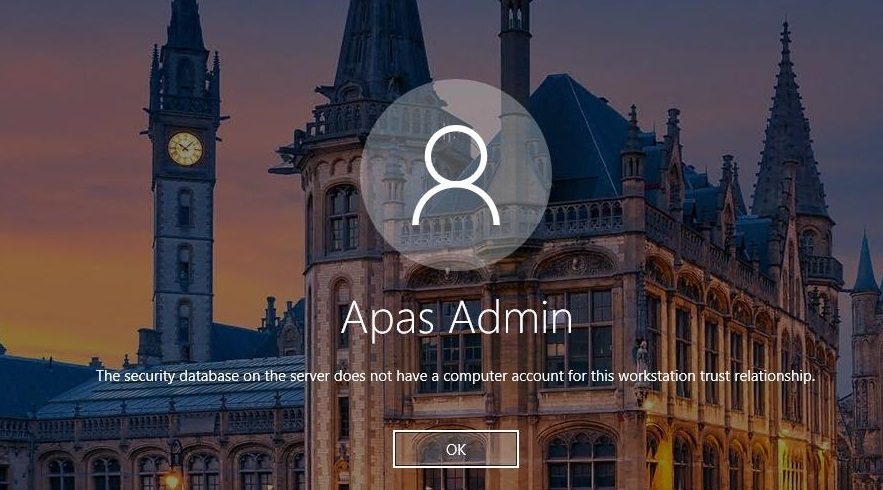 Apas Admin
The security database on the server does not have a computer account for this workstation trust relationship.
OK